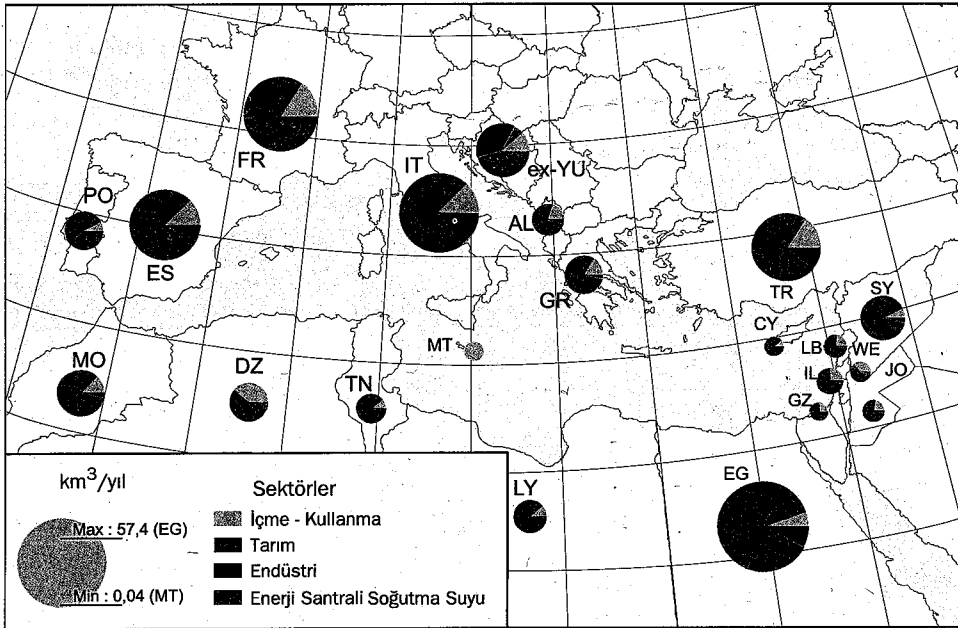 FR
IT
ex-YU
PO
AL
ES
GR
TR
SY
CY
MT
LB
WE
MO
DZ
TN
IL
JO
GZ
EG
LY
km³/yıl
Sektörler
Max : 57,4 (EG)
İçme - Kullanma
Tarım
Endüstri
Min : 0,04 (MT)
Enerji Santrali Soğutma Suyu